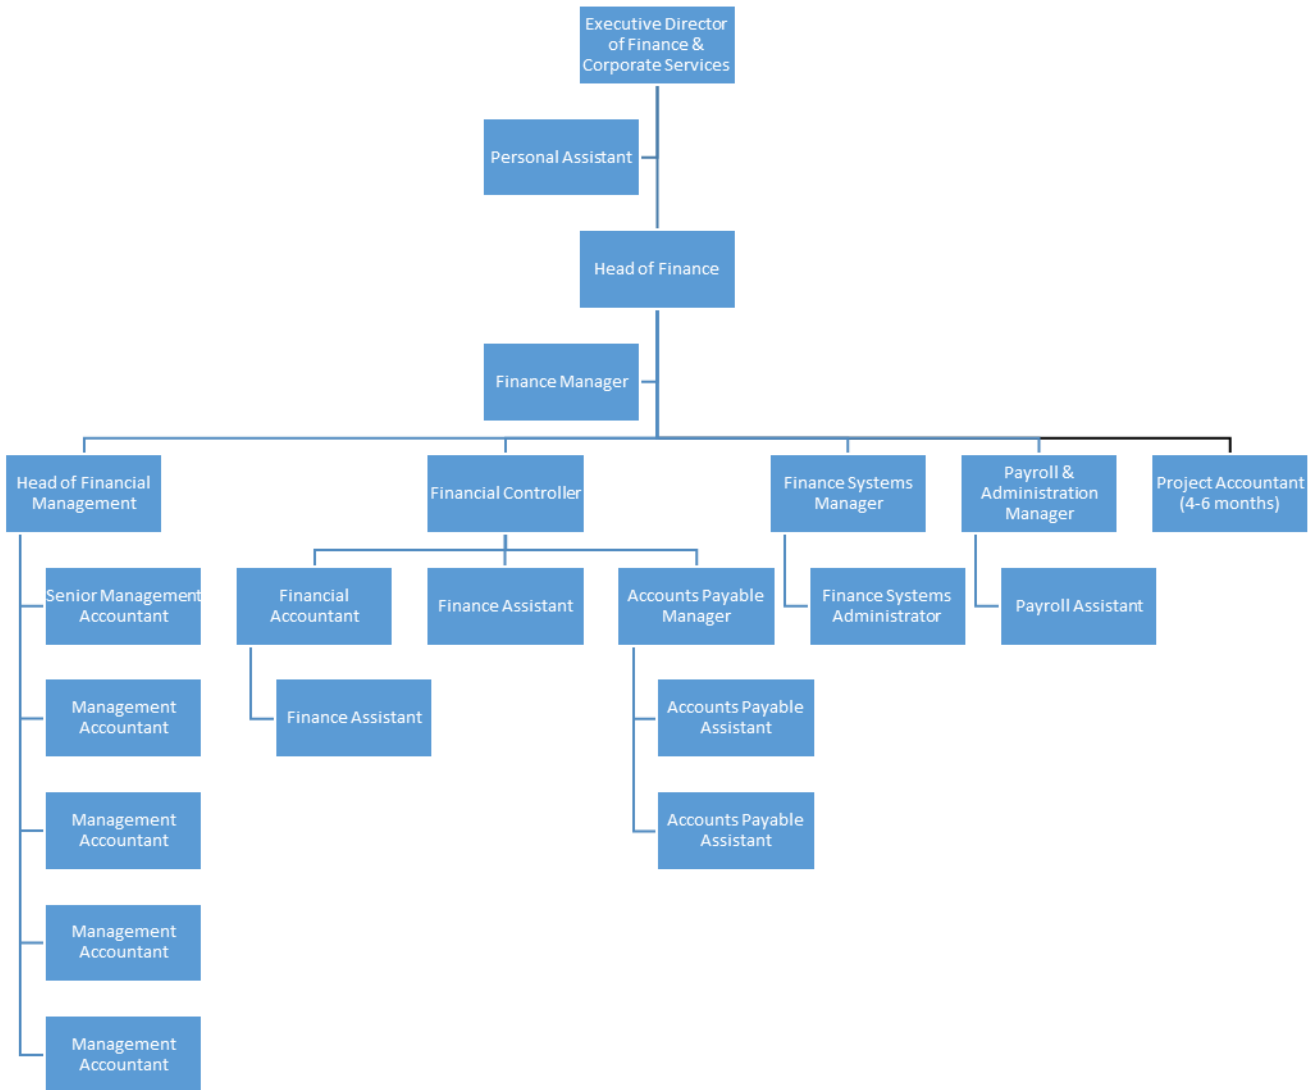 Executive Director
of Finance &
Corporate Services
Personal Assistant
Head of Finance
Finance Manager
Head of Financial
Management
Financial Controller
Finance Systems
Manager
Payroll &
Administration
Manager
Project Accountant
(4-6 months)
Senior Management
Accountant
Financial
Accountant
Finance Assistant
Accounts Payable
Manager
Finance Systems
Administrator
Payroll Assistant
Management
Accountant
Finance Assistant
Accounts Payable
Assistant
Management
Accountant
Accounts Payable
Assistant
Management
Accountant
Management
Accountant